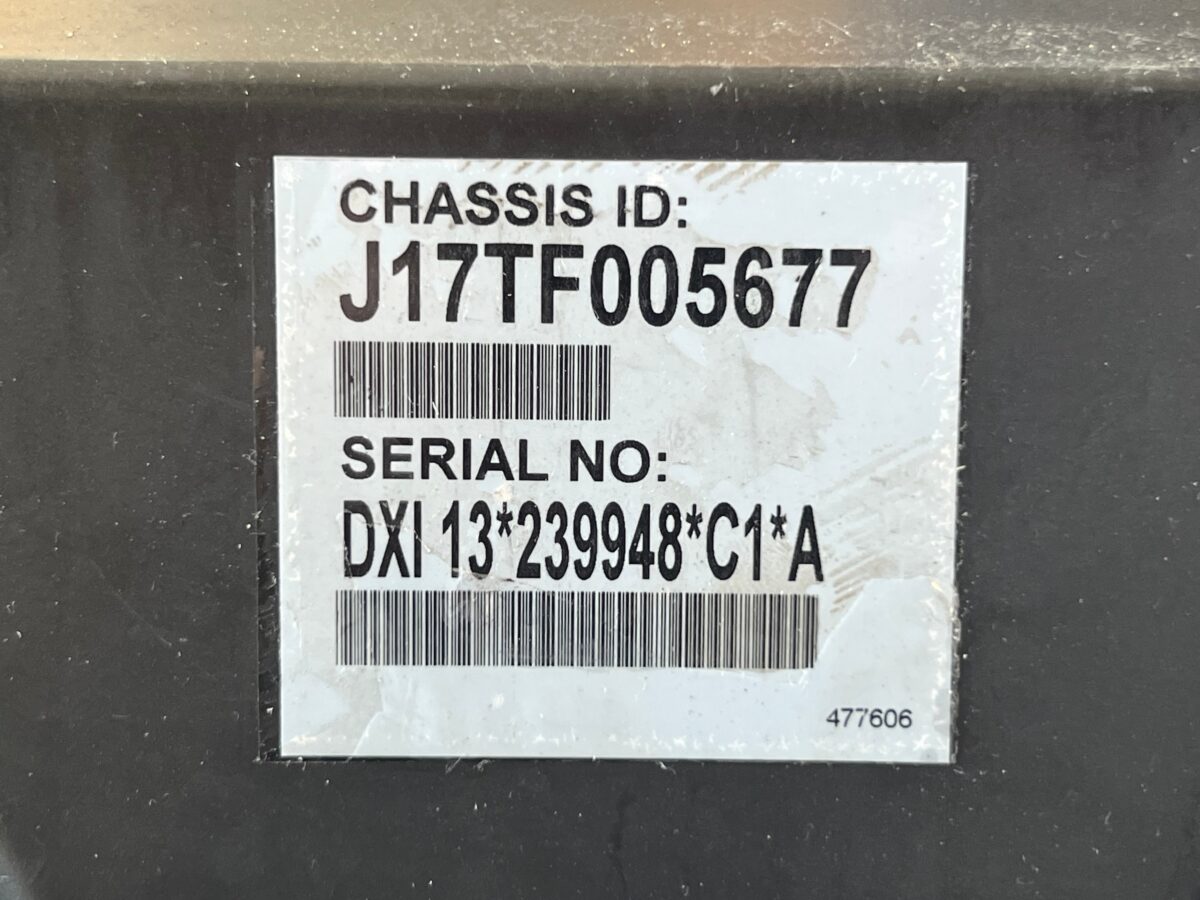 CHASSIS ID:
J17TF005677
SERIAL NO:
DXI 13*239948*C1*A
477606